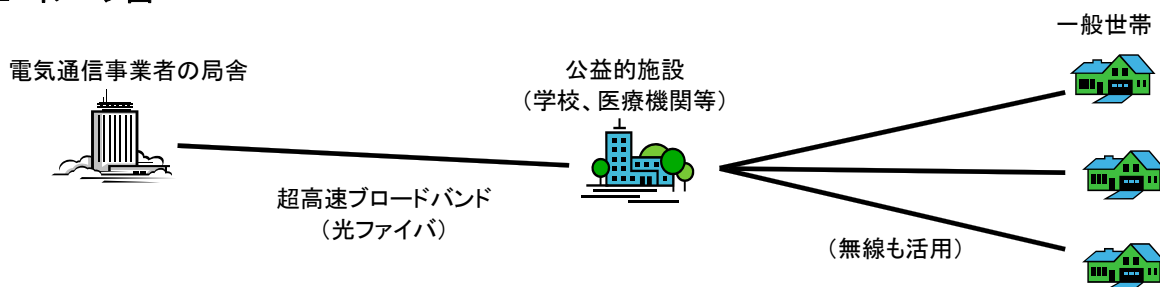 一般世帯
電気通信事業者の局舎
公益的施設
（学校、医療機関等）
超高速ブロードバンド
（光ファイバ）
（無線も活用）